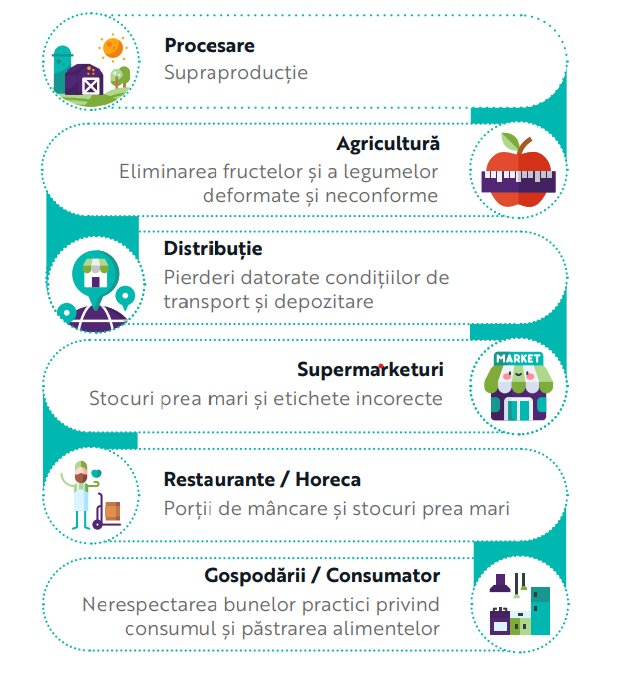 Procesare
Supraproducție
Agricultură
Eliminarea fructelor și a legumelor
deformate și neconforme
Distribuție
Pierderi datorate condițiilor de
transport și depozitare
Supermarketuri
MARKET
Stocuri prea mari și etichete incorecte
Restaurante / Horeca
Porții de mâncare și stocuri prea mari
Gospodării / Consumator
Nerespectarea bunelor practici privind
consumul și păstrarea alimentelor